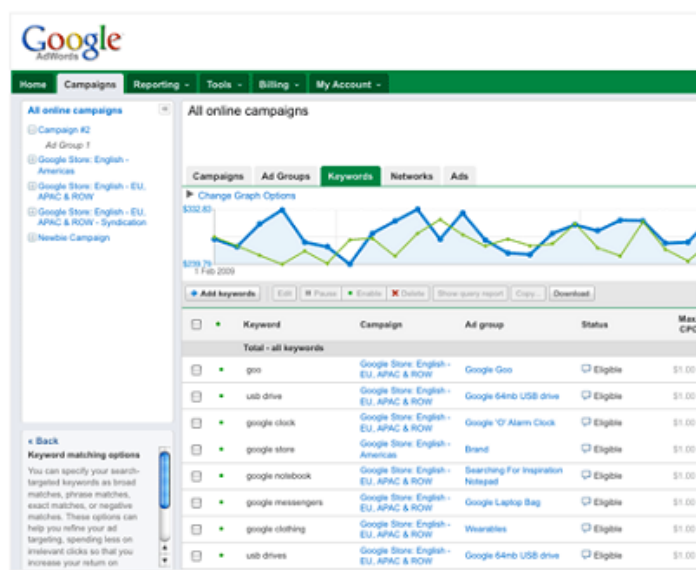 Google
AdWords
Home Campaigns Reporting Tools Billing My Account
All online campaigns
Campaign #2
Ad Group 1
Google Store: English -
Americas
Google Store: English - EU,
APAC & ROW
Google Store: English - EU,
APAC & ROW - Syndication
Newbie Campaign
« Back
Keyword matching options
You can specify your search-
targeted keywords as broad
matches, phrase matches,
exact matches, or negative
matches. These options can
help you refine your ad
targeting, spending less on
irrelevant clicks so that you
increase your return on
All online campaigns
Campaigns Ad Groups Keywords Networks Ads
Change Graph Options
$332.83
$239.79
1 Feb 2009
Add keywords Edit Pause Enable Delete Show query report Copy... Download
Keyword Campaign Ad group Status Max
CPC
Total - all keywords
goo Google Store: English -
EU, APAC & ROW Google Goo Eligible $1.00
usb drive Google Store: English -
EU, APAC & ROW Google 64mb USB drive Eligible $1.00
google clock Google Store: English -
EU, APAC & ROW Google 'O' Alarm Clock Eligible $1.00
google store Google Store: English -
Americas Brand Eligible $1.00
google notebook Google Store: English -
EU, APAC & ROW Searching For Inspiration
Notepad Eligible $1.00
google messengers Google Store: English -
EU, APAC & ROW Google Laptop Bag Eligible $1.00
google clothing Google Store: English -
EU, APAC & ROW Wearables Eligible $1.00
usb drives Google Store: English -
EU, APAC & ROW Google 64mb USB drive Eligible $1.00